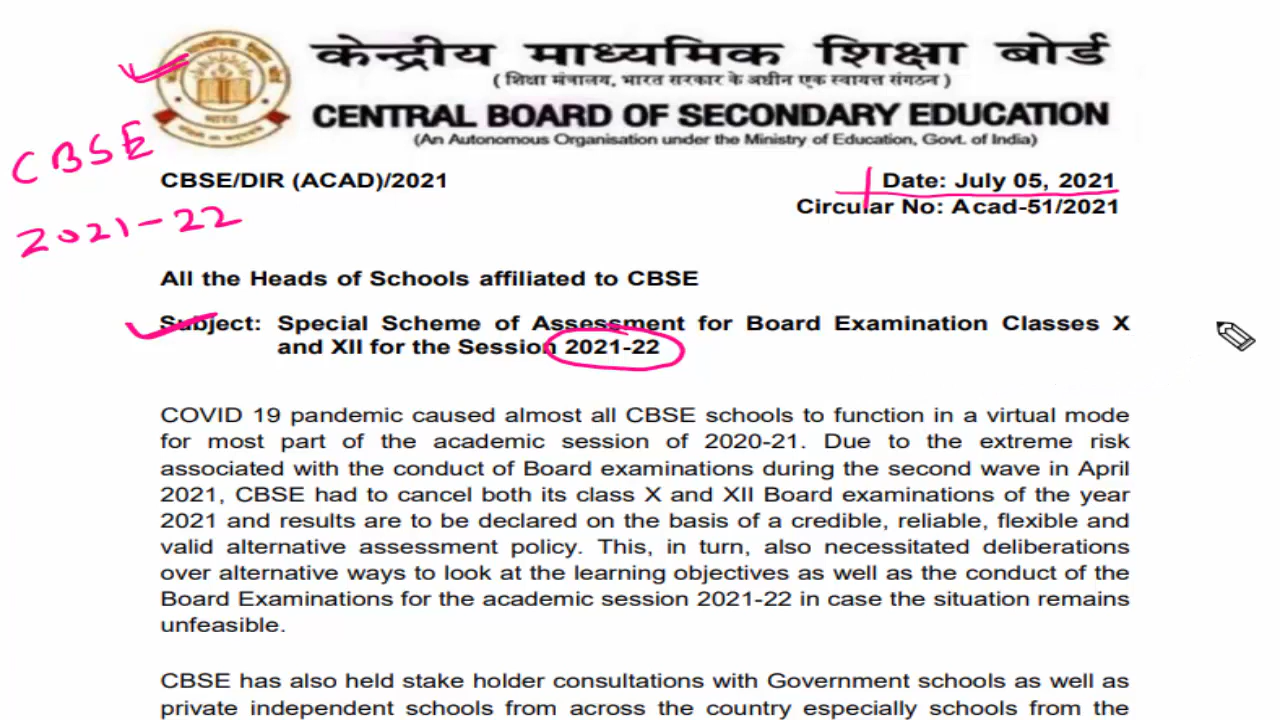 केन्द्रीय माध्यमिक शिक्षा बोर्ड
( शिक्षा मंत्रालय, भारत सरकार के अधीन एक स्वायत्त संगठन )
CENTRAL BOARD OF SECONDARY EDUCATION
(An Autonomous Organisation under the Ministry of Education, Govt. of India)
भारत
CBSE
CBSE/DIR (ACAD)/2021 Date: July 05, 2021
Circular No: Acad-51/2021
2021-22
All the Heads of Schools affiliated to CBSE
Subject: Special Scheme of Assessment for Board Examination Classes X
and XII for the Session 2021-22
COVID 19 pandemic caused almost all CBSE schools to function in a virtual mode
for most part of the academic session of 2020-21. Due to the extreme risk
associated with the conduct of Board examinations during the second wave in April
2021, CBSE had to cancel both its class X and XII Board examinations of the year
2021 and results are to be declared on the basis of a credible, reliable, flexible and
valid alternative assessment policy. This, in turn, also necessitated deliberations
over alternative ways to look at the learning objectives as well as the conduct of the
Board Examinations for the academic session 2021-22 in case the situation remains
unfeasible.
CBSE has also held stake holder consultations with Government schools as well as
private independent schools from across the country especially schools from the